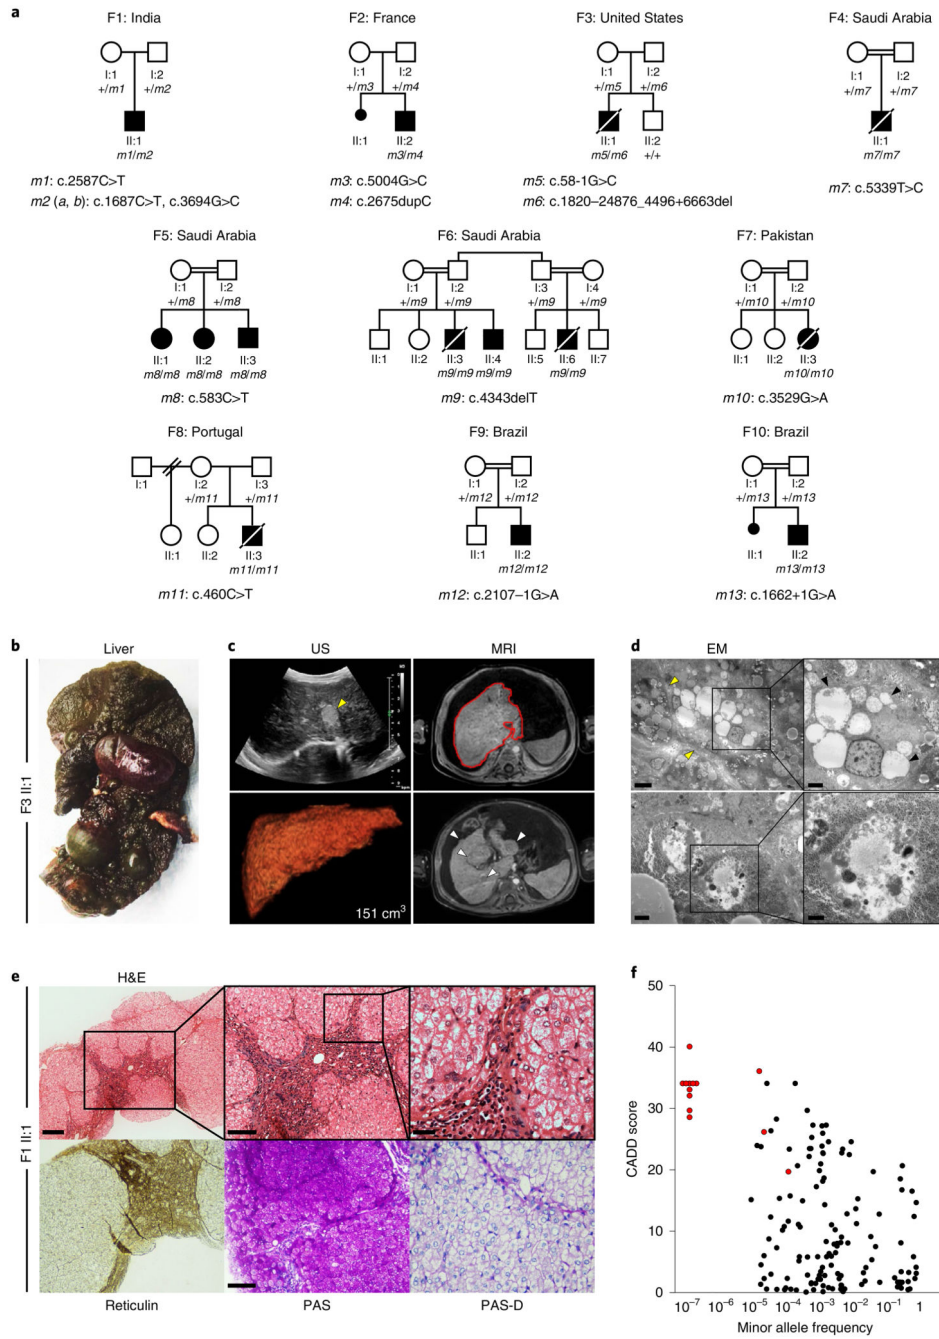 a
F1: India
F2: France
F3: United States
F4: Saudi Arabia
I:1 I:2
+/m1 +/m2
II:1
m1/m2
I:1 I:2
+/m3 +/m4
II:1 II:2
m3/m4
I:1 I:2
+/m5 +/m6
II:1 II:2
m5/m6 +/+
I:1 I:2
+/m7 +/m7
II:1
m7/m7
m1: c.2587C>T
m2 (a, b): c.1687C>T, c.3694G>C
m3: c.5004G>C
m4: c.2675dupC
m5: c.58-1G>C
m6: c.1820–24876_4496+6663del
m7: c.5339T>C
F5: Saudi Arabia
F6: Saudi Arabia
F7: Pakistan
I:1 I:2
+/m8 +/m8
II:1 II:2 II:3
m8/m8 m8/m8 m8/m8
I:1 I:2 I:3 I:4
+/m9 +/m9 +/m9 +/m9
II:1 II:2 II:3 II:4 II:5 II:6 II:7
m9/m9 m9/m9 m9/m9
I:1 I:2
+/m10 +/m10
II:1 II:2 II:3
m10/m10
m8: c.583C>T
m9: c.4343delT
m10: c.3529G>A
F8: Portugal
F9: Brazil
F10: Brazil
I:1 I:2 I:3
+/m11 +/m11
II:1 II:2 II:3
m11/m11
I:1 I:2
+/m12 +/m12
II:1 II:2
m12/m12
I:1 I:2
+/m13 +/m13
II:1 II:2
m13/m13
m11: c.460C>T
m12: c.2107–1G>A
m13: c.1662+1G>A
b
Liver
F3 II:1
c
US
MRI
151 cm³
d
EM
e
H&E
F1 II:1
Reticulin
PAS
PAS-D
f
50
40
30
20
10
0
CADD score
10⁻⁷ 10⁻⁶ 10⁻⁵ 10⁻⁴ 10⁻³ 10⁻² 10⁻¹ 1
Minor allele frequency